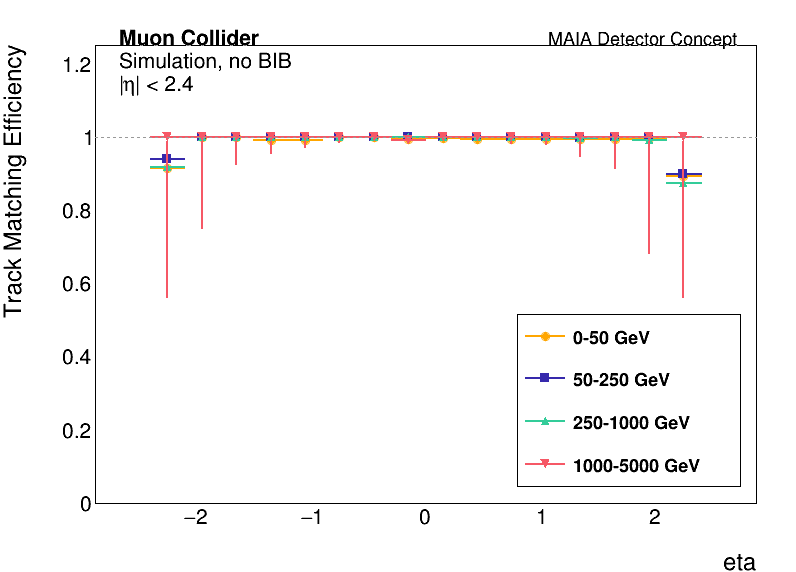 Muon Collider
MAIA Detector Concept
Simulation, no BIB
|η| < 2.4
Track Matching Efficiency
1.2
1
0.8
0.6
0.4
0.2
0
0-50 GeV
50-250 GeV
250-1000 GeV
1000-5000 GeV
−2
−1
0
1
2
eta